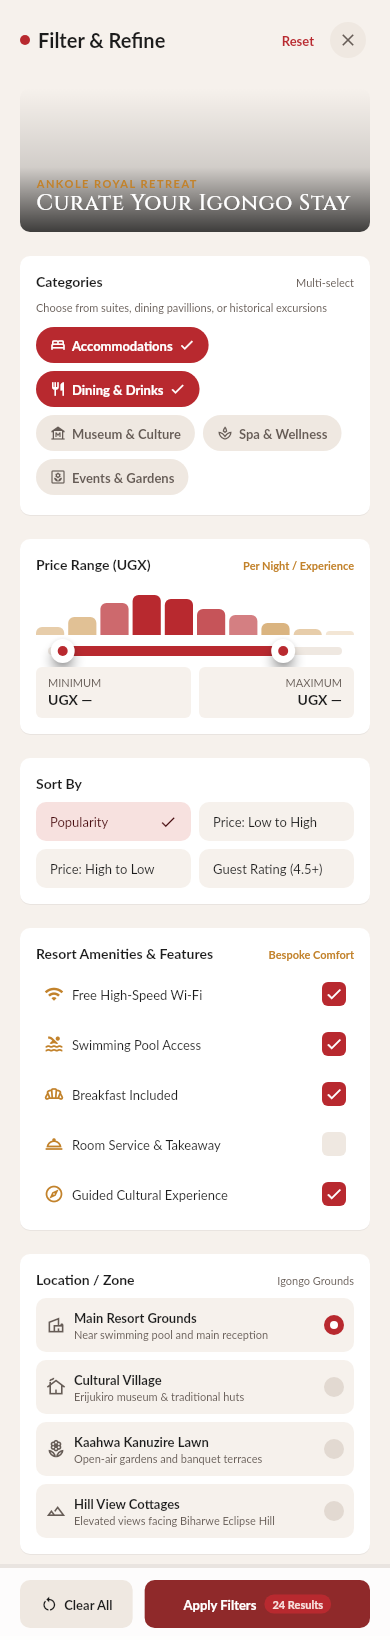 Filter & Refine
Reset
ANKOLE ROYAL RETREAT
Curate Your Igongo Stay
Categories
Multi-select
Choose from suites, dining pavillions, or historical excursions
Accommodations
Dining & Drinks
Museum & Culture
Spa & Wellness
Events & Gardens
Price Range (UGX)
Per Night / Experience
MINIMUM
UGX —
MAXIMUM
UGX —
Sort By
Popularity
Price: Low to High
Price: High to Low
Guest Rating (4.5+)
Resort Amenities & Features
Bespoke Comfort
Free High-Speed Wi-Fi
Swimming Pool Access
Breakfast Included
Room Service & Takeaway
Guided Cultural Experience
Location / Zone
Igongo Grounds
Main Resort Grounds
Near swimming pool and main reception
Cultural Village
Erijukiro museum & traditional huts
Kaahwa Kanuzire Lawn
Open-air gardens and banquet terraces
Hill View Cottages
Elevated views facing Biharwe Eclipse Hill
Clear All
Apply Filters
24 Results